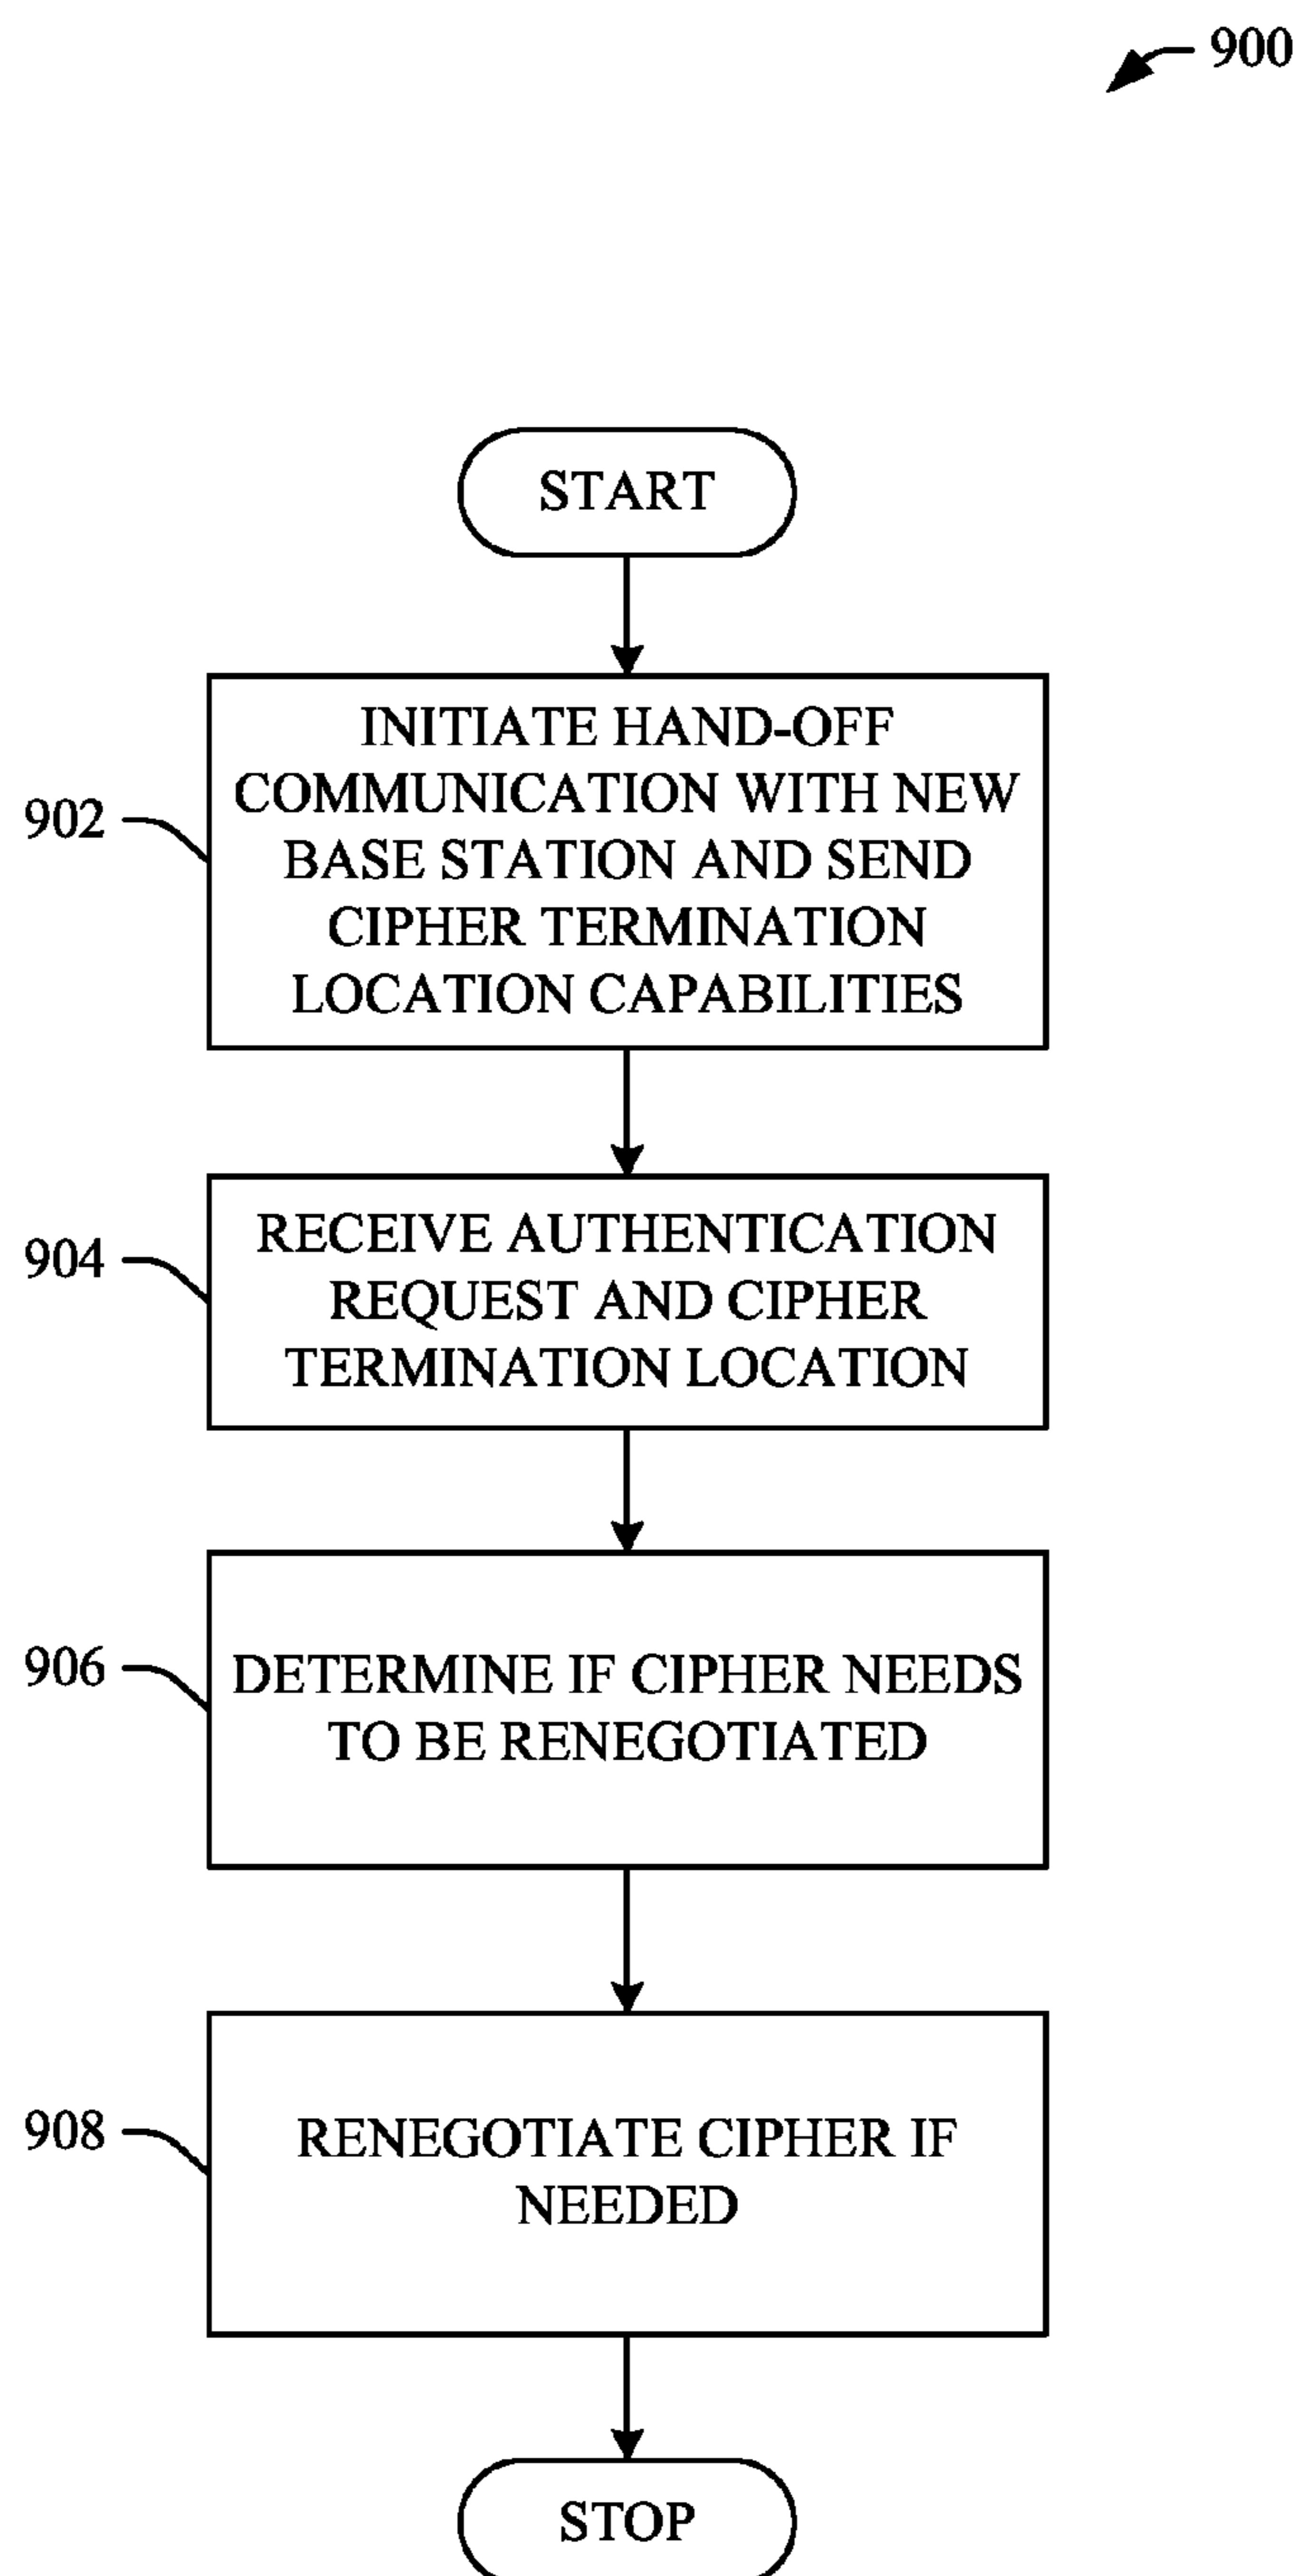 900
START
902
INITIATE HAND-OFF
COMMUNICATION WITH NEW
BASE STATION AND SEND
CIPHER TERMINATION
LOCATION CAPABILITIES
904
RECEIVE AUTHENTICATION
REQUEST AND CIPHER
TERMINATION LOCATION
906
DETERMINE IF CIPHER NEEDS
TO BE RENEGOTIATED
908
RENEGOTIATE CIPHER IF
NEEDED
STOP